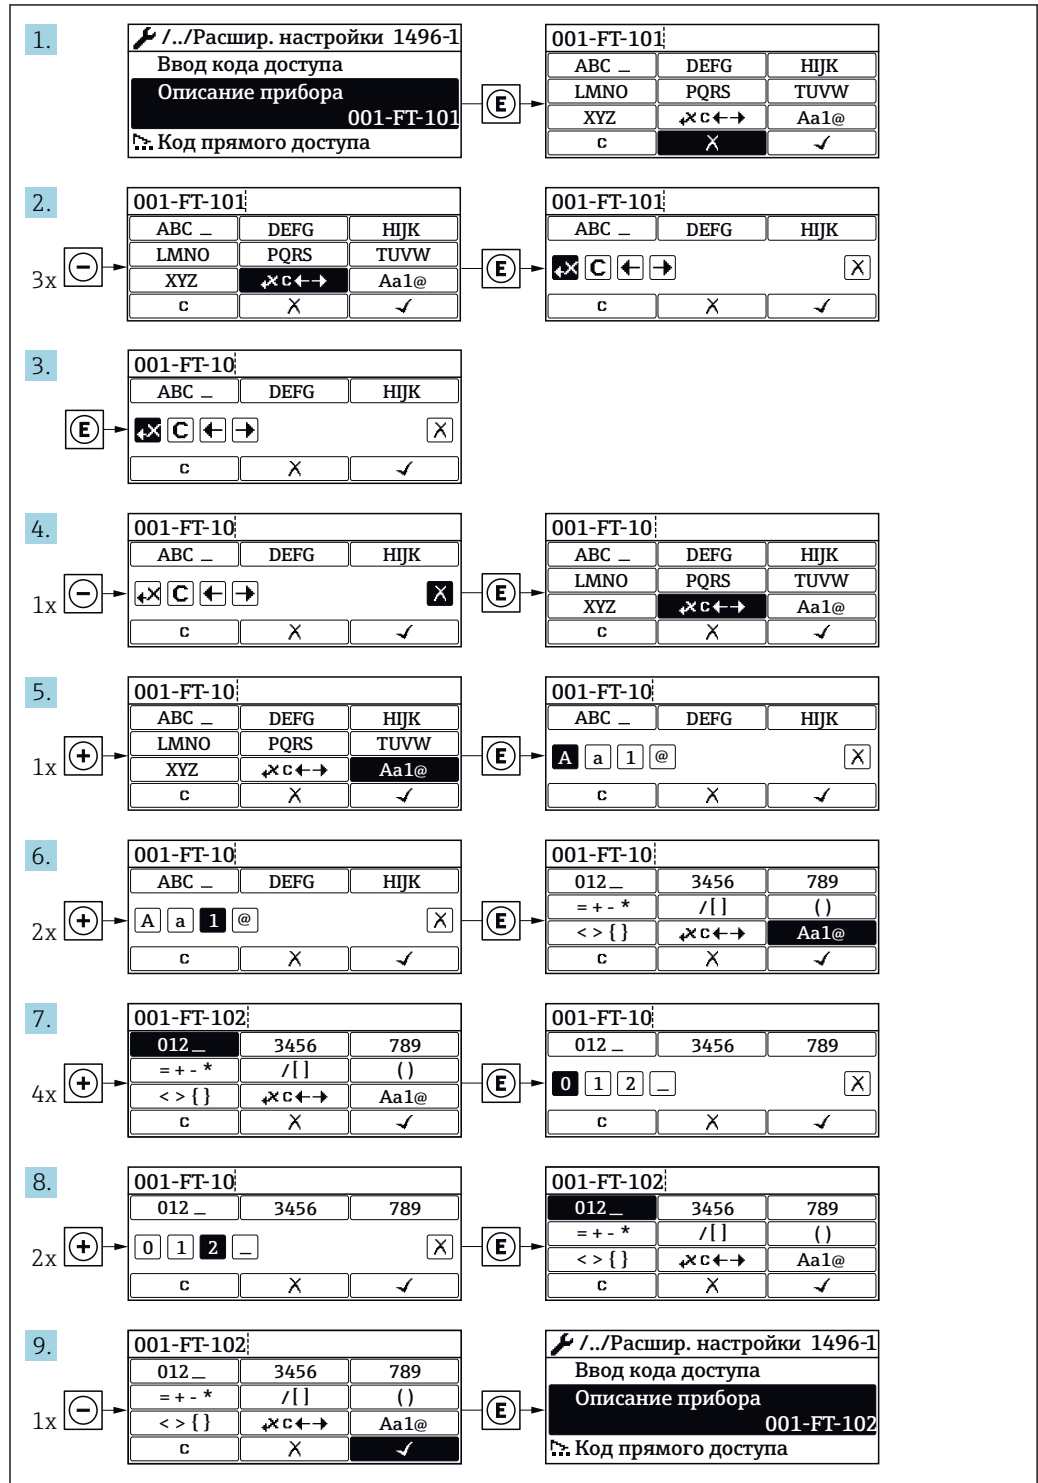 1.
/../Расшир. настройки 1496-1
Ввод кода доступа
Описание прибора
001-FT-101
Код прямого доступа
E
001-FT-101
ABC _ DEFG HIJK
LMNO PQRS TUVW
XYZ C Aa1@
C X ✓
2.
3x
001-FT-101
ABC _ DEFG HIJK
LMNO PQRS TUVW
XYZ C Aa1@
C X ✓
E
001-FT-101
ABC _ DEFG HIJK
C X
C X ✓
3.
E
001-FT-10
ABC _ DEFG HIJK
C X
C X ✓
4.
1x
001-FT-10
ABC _ DEFG HIJK
C X
C X ✓
E
001-FT-10
ABC _ DEFG HIJK
LMNO PQRS TUVW
XYZ C Aa1@
C X ✓
5.
1x
001-FT-10
ABC _ DEFG HIJK
LMNO PQRS TUVW
XYZ C Aa1@
C X ✓
E
001-FT-10
ABC _ DEFG HIJK
A a 1 @ X
C X ✓
6.
2x
001-FT-10
ABC _ DEFG HIJK
A a 1 @ X
C X ✓
E
001-FT-10
012 _ 3456 789
= + - * / [ ] ( )
< > { } C Aa1@
C X ✓
7.
4x
001-FT-102
012 _ 3456 789
= + - * / [ ] ( )
< > { } C Aa1@
C X ✓
E
001-FT-10
012 _ 3456 789
0 1 2 _ X
C X ✓
8.
2x
001-FT-10
012 _ 3456 789
0 1 2 _ X
C X ✓
E
001-FT-102
012 _ 3456 789
= + - * / [ ] ( )
< > { } C Aa1@
C X ✓
9.
1x
001-FT-102
012 _ 3456 789
= + - * / [ ] ( )
< > { } C Aa1@
C X ✓
E
/../Расшир. настройки 1496-1
Ввод кода доступа
Описание прибора
001-FT-102
Код прямого доступа